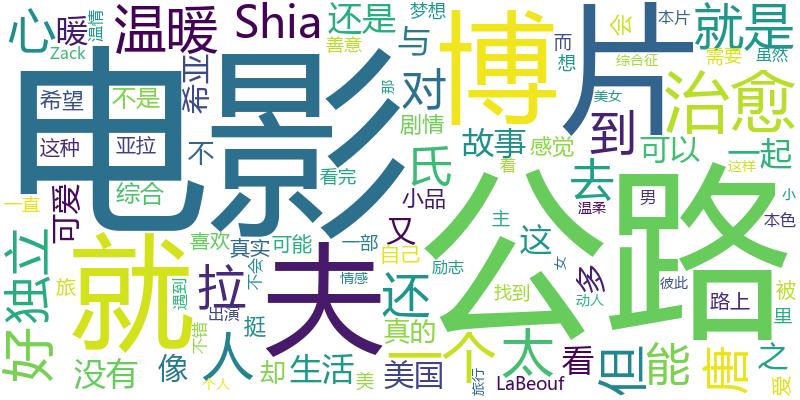 心
暖
温暖
Shia
还是
梦想
与
而
会
本片
就是
温情
Zack
善意
想
综合征
需要
虽然
希亚
对
博
片
那
美女
电影
希望
不是
剧情
治愈
这种
亚拉
不
氏
故事
感觉
到
可以
一起
看完
看
这样
一直
可爱
综合
小品
去
温柔
男
小
公路
主
本色
独立
就
喜欢
真实
可能
一部
又
自己
这
多
女
彼此
旅
遇到
拉
不会
夫
情感
励志
还
找到
动人
路上
被
里
好
出演
真的
不错
挺
一个
太
看
但
能
唐
之
没有
像
人
却
生活
美
美国
旅行
LaBeouf
个人
爱